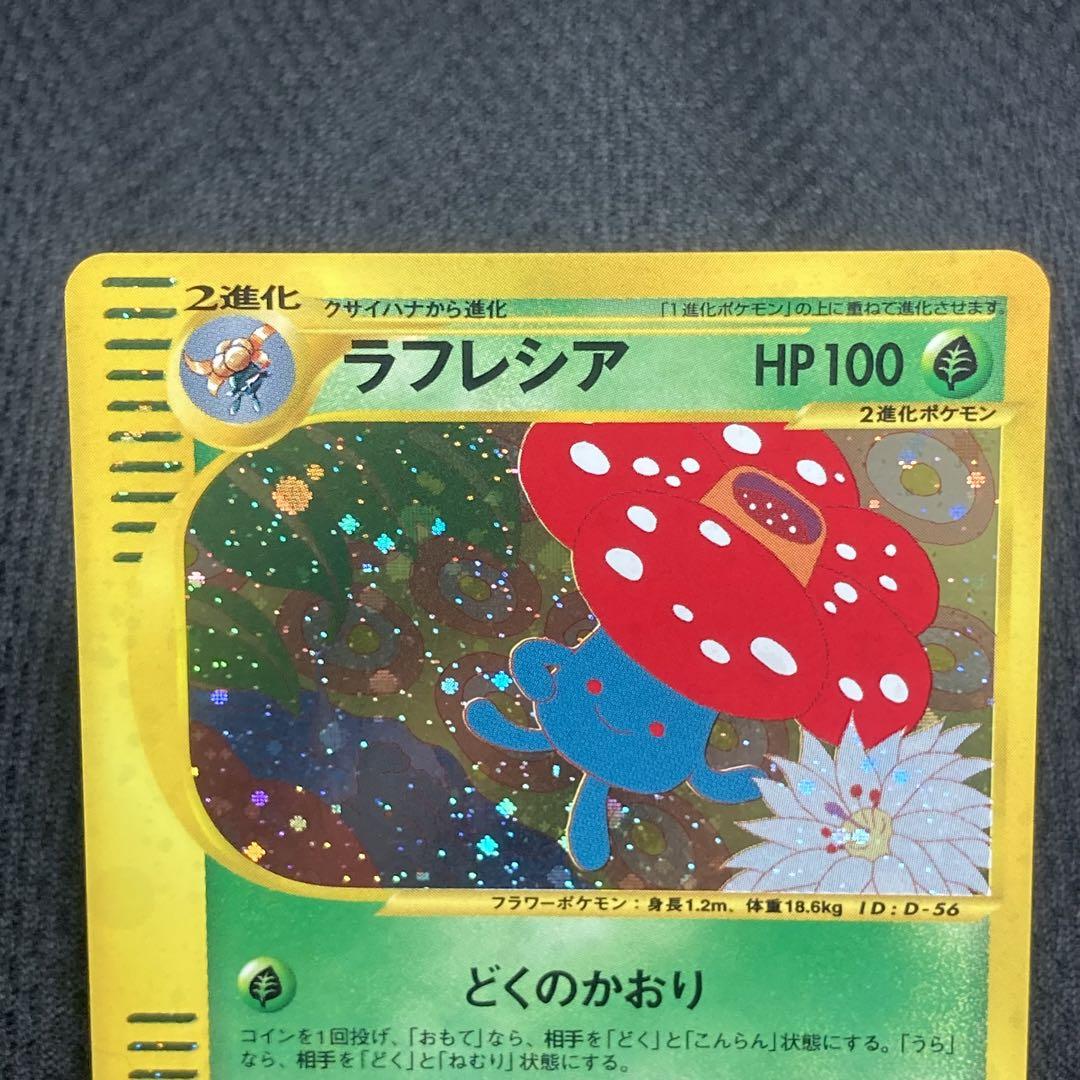 2進化
クサイハナから進化
「1進化ポケモン」の上に重ねて進化させます。
ラフレシア
HP100
2進化ポケモン
フラワーポケモン：身長1.2m、体重18.6kg ID：D-56
どくのかおり
コインを1回投げ、「おもて」なら、相手を「どく」と「こんらん」状態にする。「うら」
なら、相手を「どく」と「ねむり」状態にする。